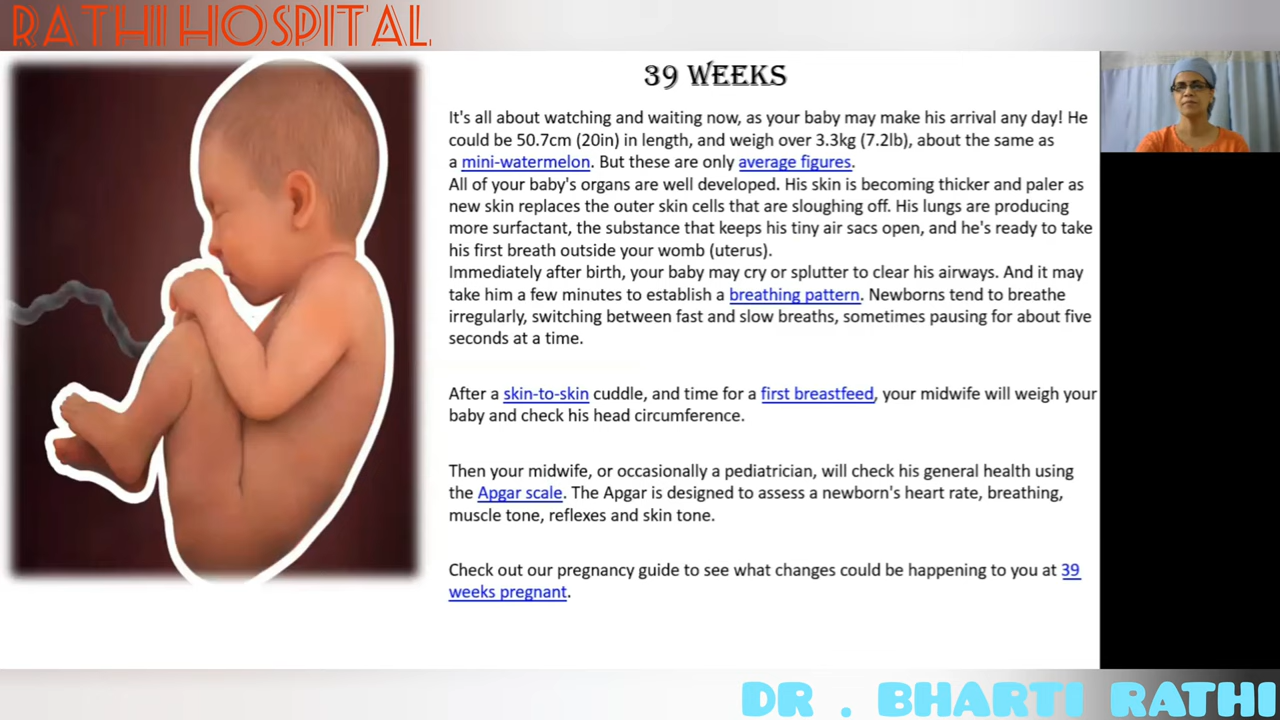 RATHI HOSPITAL
39 WEEKS
It's all about watching and waiting now, as your baby may make his arrival any day! He
could be 50.7cm (20in) in length, and weigh over 3.3kg (7.2lb), about the same as
a mini-watermelon. But these are only average figures.
All of your baby's organs are well developed. His skin is becoming thicker and paler as
new skin replaces the outer skin cells that are sloughing off. His lungs are producing
more surfactant, the substance that keeps his tiny air sacs open, and he's ready to take
his first breath outside your womb (uterus).
Immediately after birth, your baby may cry or splutter to clear his airways. And it may
take him a few minutes to establish a breathing pattern. Newborns tend to breathe
irregularly, switching between fast and slow breaths, sometimes pausing for about five
seconds at a time.
After a skin-to-skin cuddle, and time for a first breastfeed, your midwife will weigh your
baby and check his head circumference.
Then your midwife, or occasionally a pediatrician, will check his general health using
the Apgar scale. The Apgar is designed to assess a newborn's heart rate, breathing,
muscle tone, reflexes and skin tone.
Check out our pregnancy guide to see what changes could be happening to you at 39
weeks pregnant.
DR . BHARTI RATHI